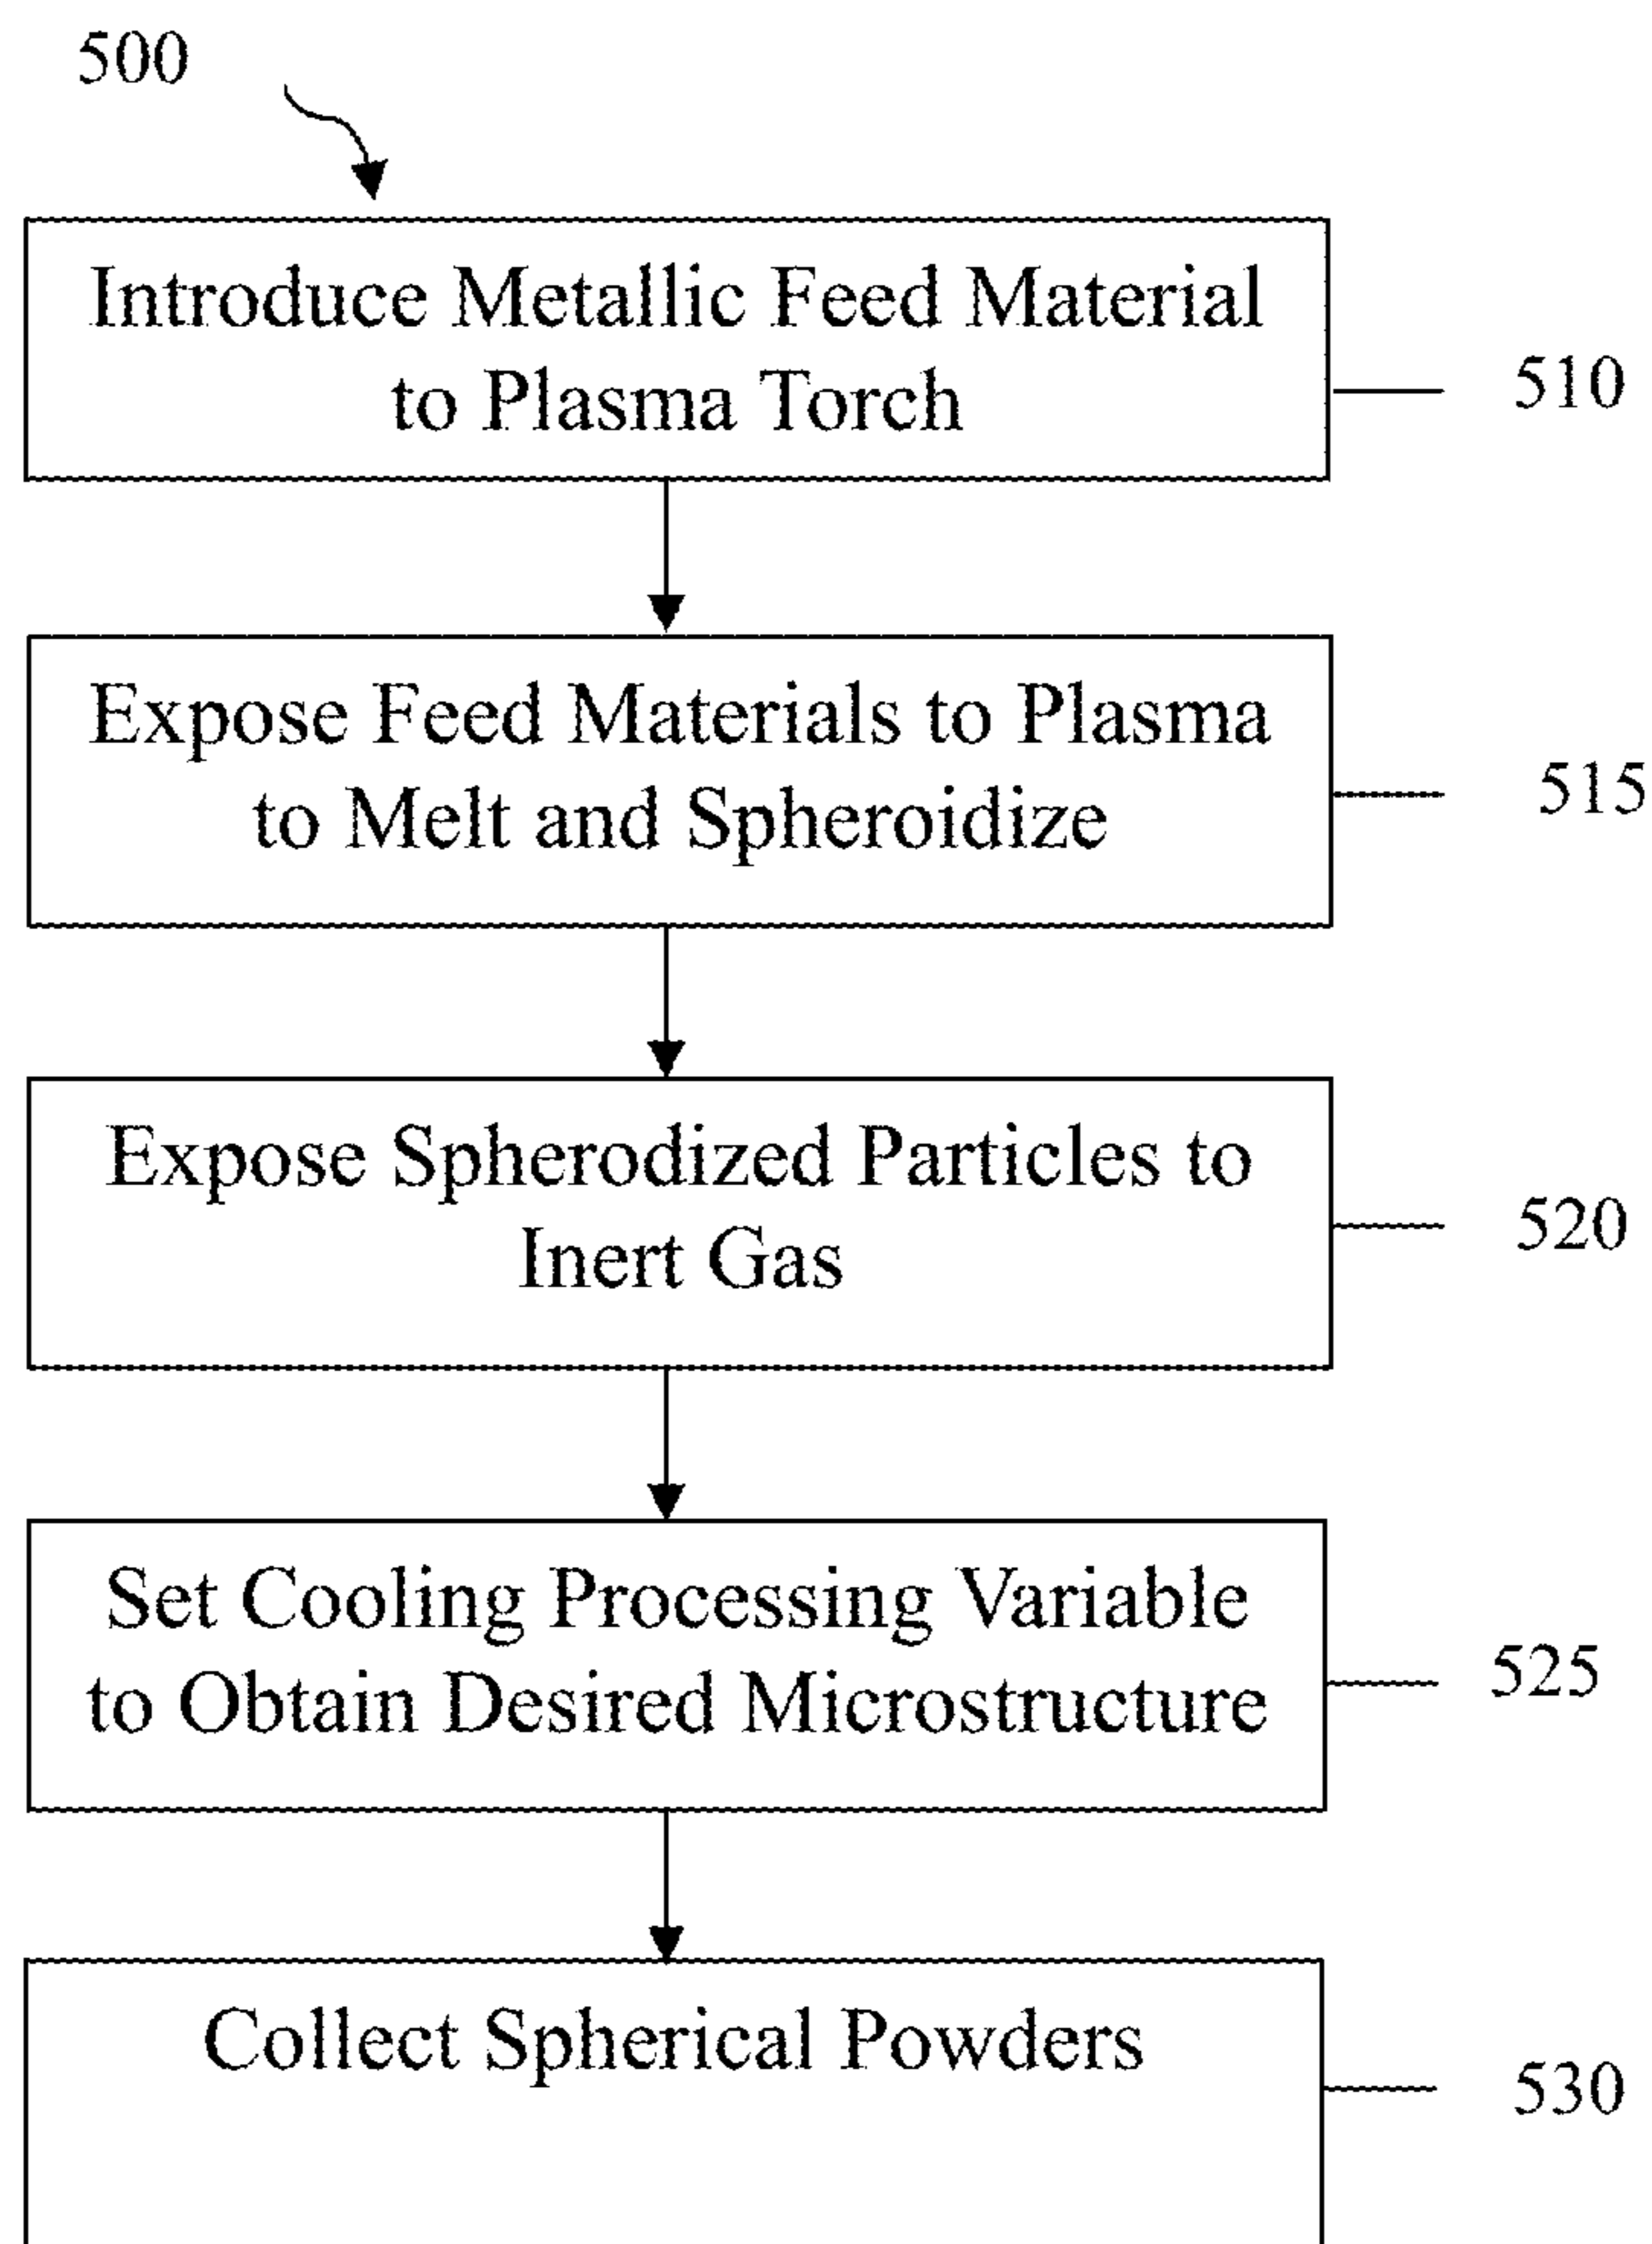 500
Introduce Metallic Feed Material
to Plasma Torch
510
Expose Feed Materials to Plasma
to Melt and Spheroidize
515
Expose Spherodized Particles to
Inert Gas
520
Set Cooling Processing Variable
to Obtain Desired Microstructure
525
Collect Spherical Powders
530